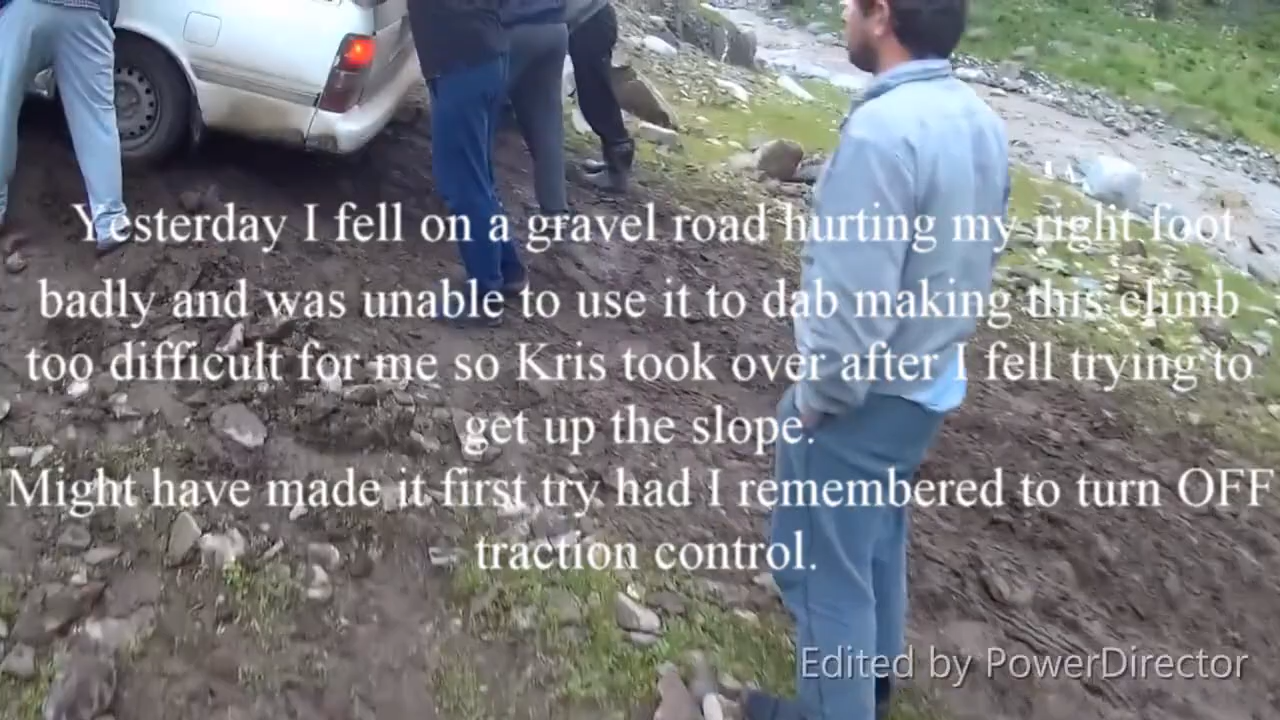 Yesterday I fell on a gravel road hurting my right foot
badly and was unable to use it to dab making this climb
too difficult for me so Kris took over after I fell trying to
get up the slope.
Might have made it first try had I remembered to turn OFF
traction control.
Edited by PowerDirector